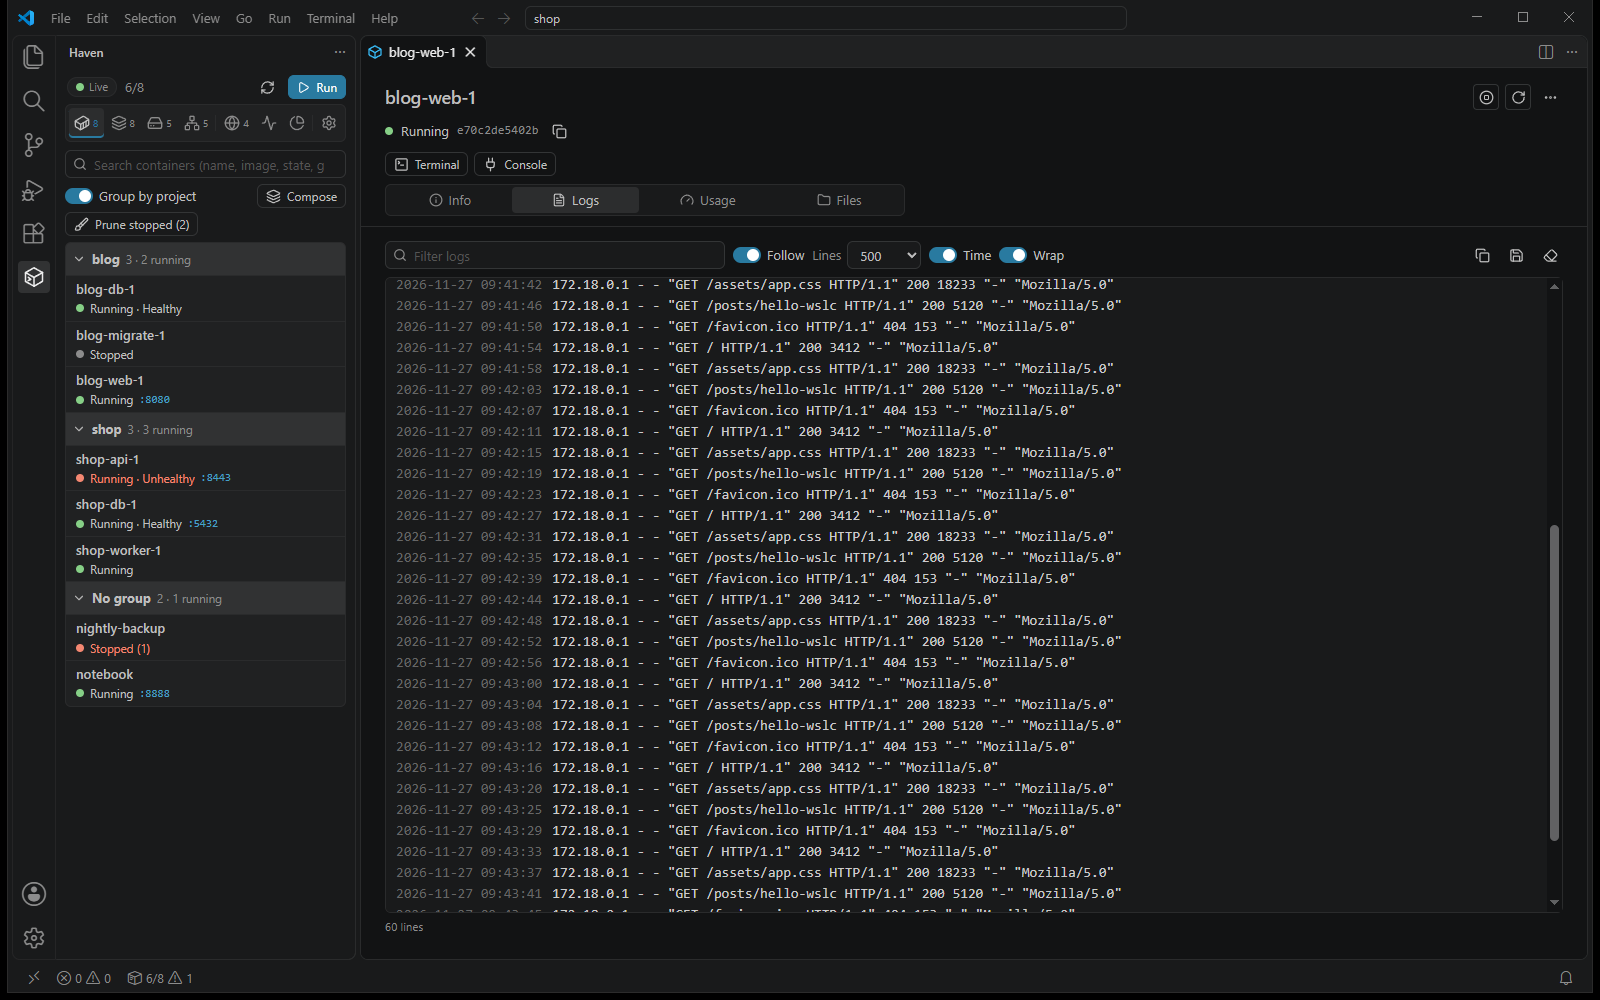 File Edit Selection View Go Run Terminal Help
shop
Haven
Live 6/8 Run
8 8 5 5 4
Search containers (name, image, state, g
Group by project Compose
Prune stopped (2)
blog 3 · 2 running
blog-db-1
Running · Healthy
blog-migrate-1
Stopped
blog-web-1
Running :8080
shop 3 · 3 running
shop-api-1
Running · Unhealthy :8443
shop-db-1
Running · Healthy :5432
shop-worker-1
Running
No group 2 · 1 running
nightly-backup
Stopped (1)
notebook
Running :8888
blog-web-1
blog-web-1
Running e70c2de5402b
Terminal Console
Info Logs Usage Files
Filter logs Follow Lines 500 Time Wrap
2026-11-27 09:41:42 172.18.0.1 - - "GET /assets/app.css HTTP/1.1" 200 18233 "-" "Mozilla/5.0"
2026-11-27 09:41:46 172.18.0.1 - - "GET /posts/hello-wslc HTTP/1.1" 200 5120 "-" "Mozilla/5.0"
2026-11-27 09:41:50 172.18.0.1 - - "GET /favicon.ico HTTP/1.1" 404 153 "-" "Mozilla/5.0"
2026-11-27 09:41:54 172.18.0.1 - - "GET / HTTP/1.1" 200 3412 "-" "Mozilla/5.0"
2026-11-27 09:41:58 172.18.0.1 - - "GET /assets/app.css HTTP/1.1" 200 18233 "-" "Mozilla/5.0"
2026-11-27 09:42:03 172.18.0.1 - - "GET /posts/hello-wslc HTTP/1.1" 200 5120 "-" "Mozilla/5.0"
2026-11-27 09:42:07 172.18.0.1 - - "GET /favicon.ico HTTP/1.1" 404 153 "-" "Mozilla/5.0"
2026-11-27 09:42:11 172.18.0.1 - - "GET / HTTP/1.1" 200 3412 "-" "Mozilla/5.0"
2026-11-27 09:42:15 172.18.0.1 - - "GET /assets/app.css HTTP/1.1" 200 18233 "-" "Mozilla/5.0"
2026-11-27 09:42:19 172.18.0.1 - - "GET /posts/hello-wslc HTTP/1.1" 200 5120 "-" "Mozilla/5.0"
2026-11-27 09:42:23 172.18.0.1 - - "GET /favicon.ico HTTP/1.1" 404 153 "-" "Mozilla/5.0"
2026-11-27 09:42:27 172.18.0.1 - - "GET / HTTP/1.1" 200 3412 "-" "Mozilla/5.0"
2026-11-27 09:42:31 172.18.0.1 - - "GET /assets/app.css HTTP/1.1" 200 18233 "-" "Mozilla/5.0"
2026-11-27 09:42:35 172.18.0.1 - - "GET /posts/hello-wslc HTTP/1.1" 200 5120 "-" "Mozilla/5.0"
2026-11-27 09:42:39 172.18.0.1 - - "GET /favicon.ico HTTP/1.1" 404 153 "-" "Mozilla/5.0"
2026-11-27 09:42:44 172.18.0.1 - - "GET / HTTP/1.1" 200 3412 "-" "Mozilla/5.0"
2026-11-27 09:42:48 172.18.0.1 - - "GET /assets/app.css HTTP/1.1" 200 18233 "-" "Mozilla/5.0"
2026-11-27 09:42:52 172.18.0.1 - - "GET /posts/hello-wslc HTTP/1.1" 200 5120 "-" "Mozilla/5.0"
2026-11-27 09:42:56 172.18.0.1 - - "GET /favicon.ico HTTP/1.1" 404 153 "-" "Mozilla/5.0"
2026-11-27 09:43:00 172.18.0.1 - - "GET / HTTP/1.1" 200 3412 "-" "Mozilla/5.0"
2026-11-27 09:43:04 172.18.0.1 - - "GET /assets/app.css HTTP/1.1" 200 18233 "-" "Mozilla/5.0"
2026-11-27 09:43:08 172.18.0.1 - - "GET /posts/hello-wslc HTTP/1.1" 200 5120 "-" "Mozilla/5.0"
2026-11-27 09:43:12 172.18.0.1 - - "GET /favicon.ico HTTP/1.1" 404 153 "-" "Mozilla/5.0"
2026-11-27 09:43:16 172.18.0.1 - - "GET / HTTP/1.1" 200 3412 "-" "Mozilla/5.0"
2026-11-27 09:43:20 172.18.0.1 - - "GET /assets/app.css HTTP/1.1" 200 18233 "-" "Mozilla/5.0"
2026-11-27 09:43:25 172.18.0.1 - - "GET /posts/hello-wslc HTTP/1.1" 200 5120 "-" "Mozilla/5.0"
2026-11-27 09:43:29 172.18.0.1 - - "GET /favicon.ico HTTP/1.1" 404 153 "-" "Mozilla/5.0"
2026-11-27 09:43:33 172.18.0.1 - - "GET / HTTP/1.1" 200 3412 "-" "Mozilla/5.0"
2026-11-27 09:43:37 172.18.0.1 - - "GET /assets/app.css HTTP/1.1" 200 18233 "-" "Mozilla/5.0"
2026-11-27 09:43:41 172.18.0.1 - - "GET /posts/hello-wslc HTTP/1.1" 200 5120 "-" "Mozilla/5.0"
60 lines
0 0 6/8 1